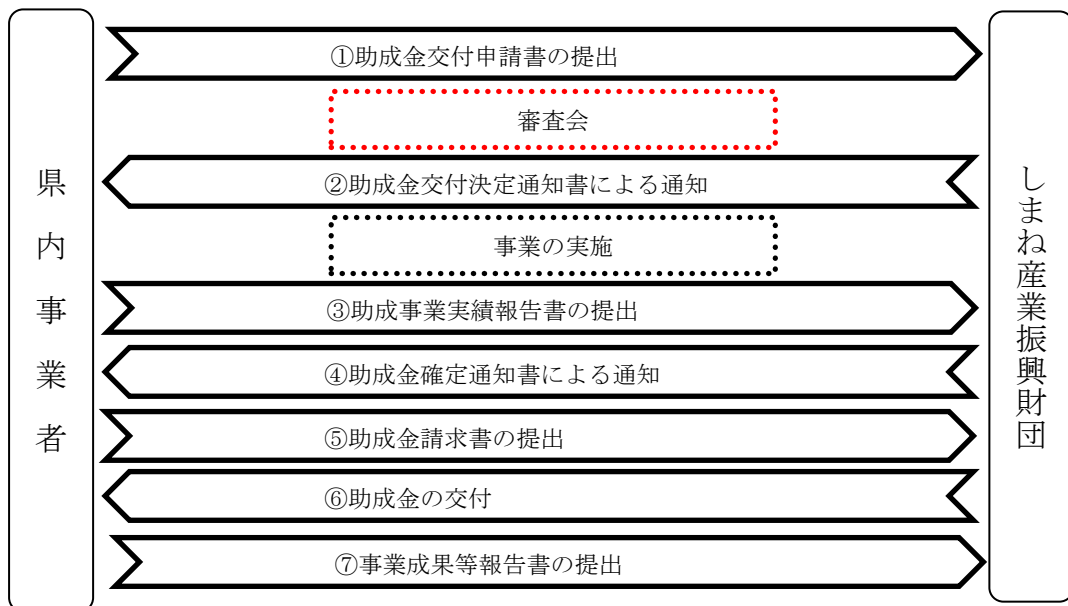 県内事業者
①助成金交付申請書の提出
審査会
②助成金交付決定通知書による通知
事業の実施
③助成事業実績報告書の提出
④助成金確定通知書による通知
⑤助成金請求書の提出
⑥助成金の交付
⑦事業成果等報告書の提出
しまね産業振興財団